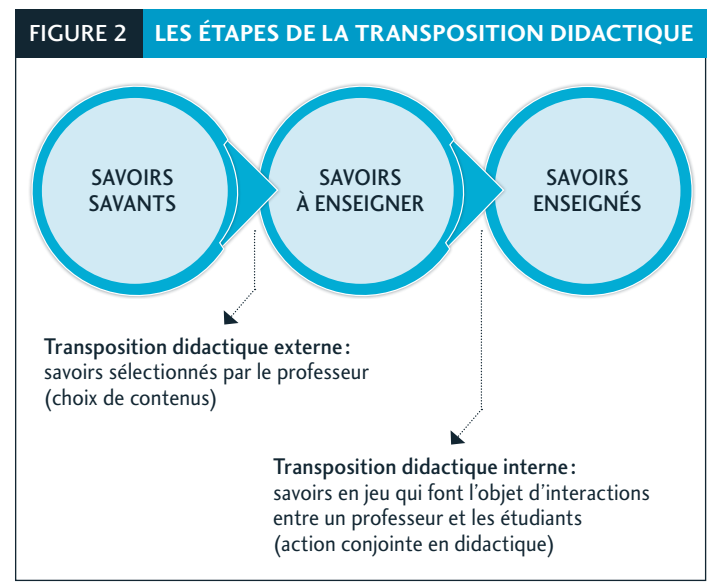 FIGURE 2
LES ÉTAPES DE LA TRANSPOSITION DIDACTIQUE
SAVOIRS
SAVANTS
SAVOIRS
À ENSEIGNER
SAVOIRS
ENSEIGNÉS
Transposition didactique externe :
savoirs sélectionnés par le professeur
(choix de contenus)
Transposition didactique interne :
savoirs en jeu qui font l’objet d’interactions
entre un professeur et les étudiants
(action conjointe en didactique)